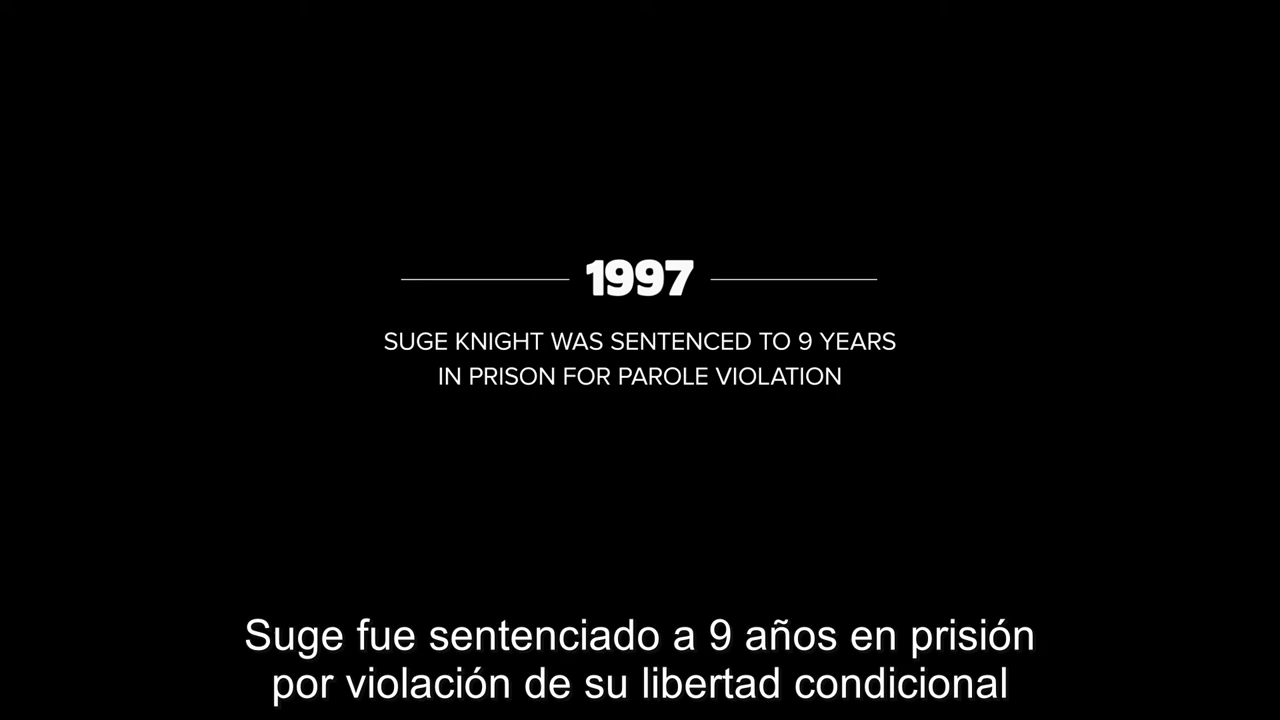 1997
SUGE KNIGHT WAS SENTENCED TO 9 YEARS
IN PRISON FOR PAROLE VIOLATION
Suge fue sentenciado a 9 años en prisión
por violación de su libertad condicional